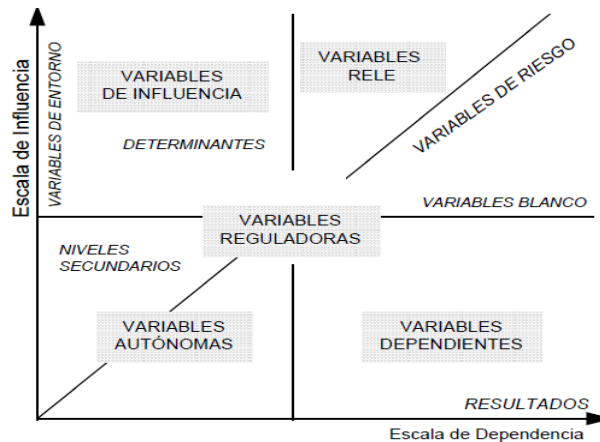 Escala de Influencia
VARIABLES DE ENTORNO
VARIABLES
DE INFLUENCIA
VARIABLES
RELE
VARIABLES DE RIESGO
DETERMINANTES
VARIABLES BLANCO
VARIABLES
REGULADORAS
NIVELES
SECUNDARIOS
VARIABLES
AUTÓNOMAS
VARIABLES
DEPENDIENTES
RESULTADOS
Escala de Dependencia